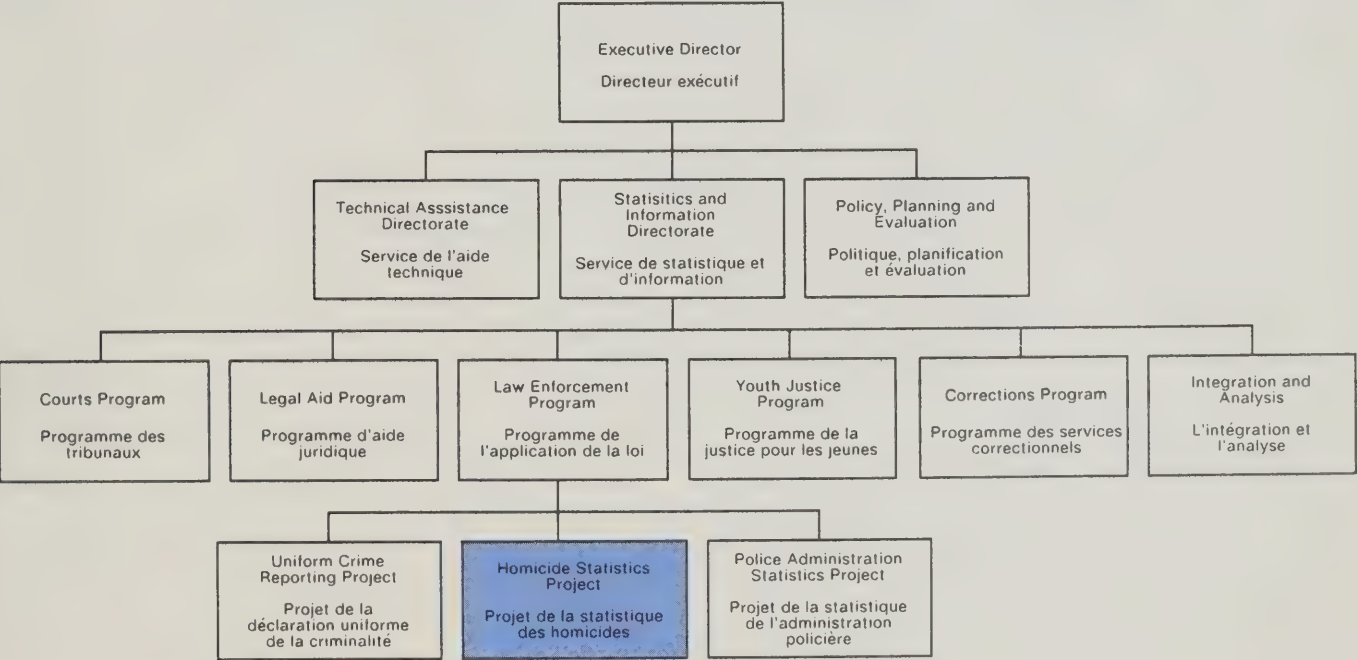 Executive Director
Directeur exécutif
Technical Asssistance
Directorate
Service de l'aide
technique
Statisitics and
Information
Directorate
Service de statistique et
d'information
Policy, Planning and
Evaluation
Politique, planification
et évaluation
Courts Program
Programme des
tribunaux
Legal Aid Program
Programme d'aide
juridique
Law Enforcement
Program
Programme de
l'application de la loi
Youth Justice
Program
Programme de la
justice pour les jeunes
Corrections Program
Programme des services
correctionnels
Integration and
Analysis
L'intégration et
l'analyse
Uniform Crime
Reporting Project
Projet de la
déclaration uniforme
de la criminalité
Homicide Statistics
Project
Projet de la statistique
des homicides
Police Administration
Statistics Project
Projet de la statistique
de l'administration
policière